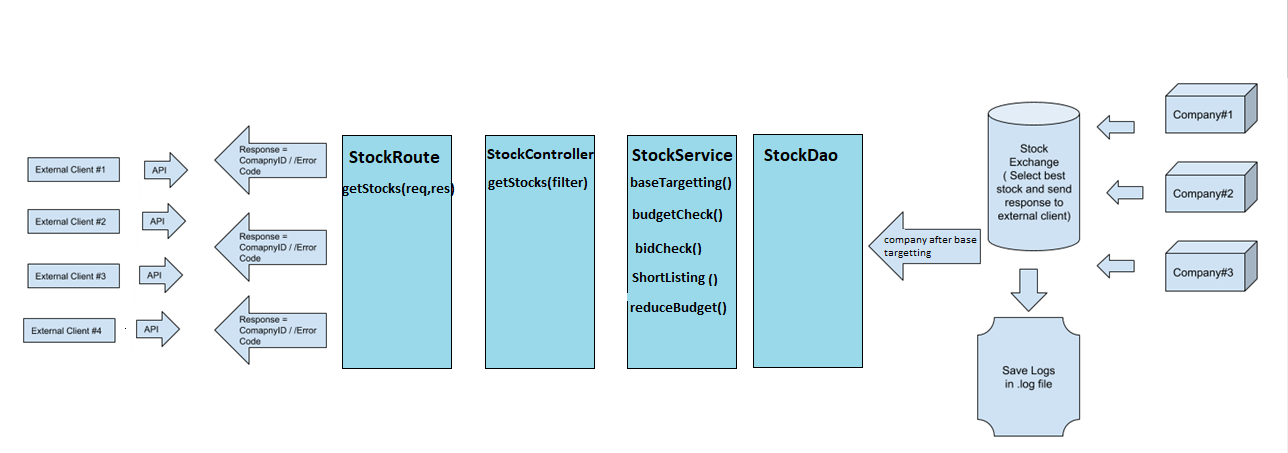 External Client #1
API
External Client #2
API
External Client #3
API
External Client #4
API
Response =
ComapnyID / /Error
Code
Response =
ComapnyID / /Error
Code
Response =
ComapnyID / /Error
Code
StockRoute
getStocks(req,res)
StockController
getStocks(filter)
StockService
baseTargetting()
budgetCheck()
bidCheck()
ShortListing ()
reduceBudget()
StockDao
company after base
targetting
Stock
Exchange
( Select best
stock and send
response to
external client)
Save Logs
in .log file
Company#1
Company#2
Company#3